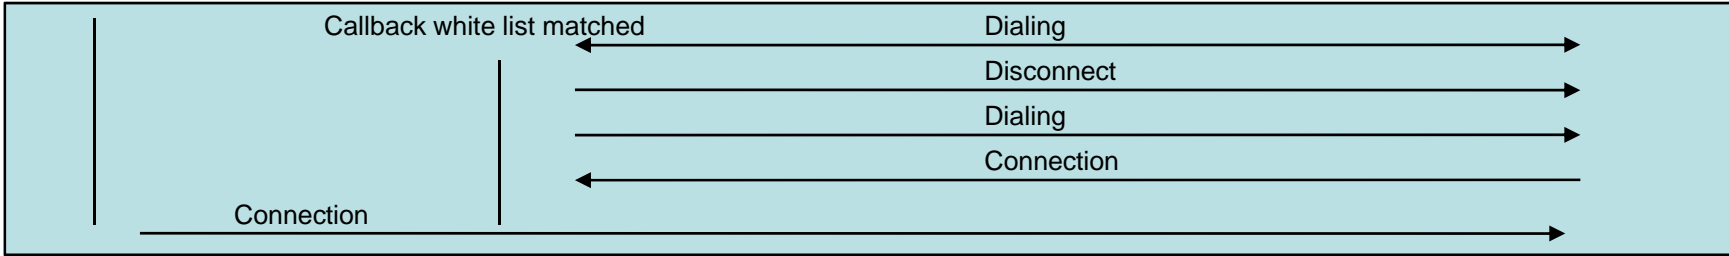 Callback white list matched
Dialing
Disconnect
Dialing
Connection
Connection